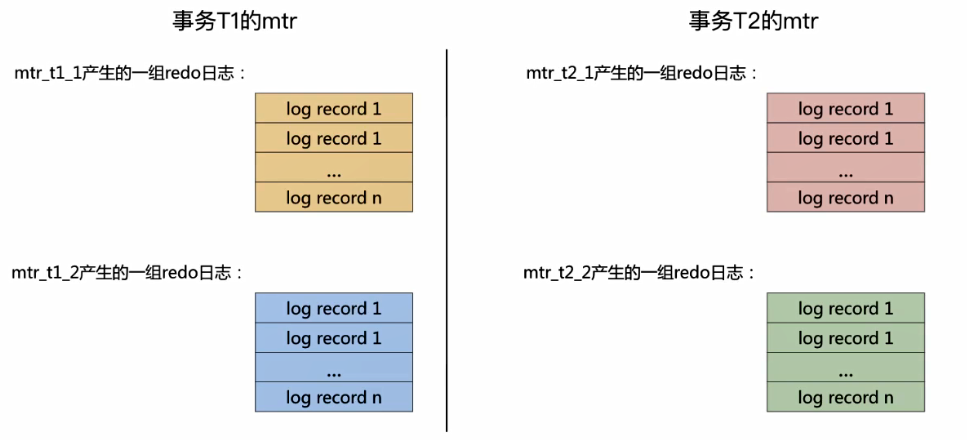 事务T1的mtr
mtr_t1_1产生的一组redo日志：
log record 1
log record 1
...
log record n
mtr_t1_2产生的一组redo日志：
log record 1
log record 1
...
log record n
事务T2的mtr
mtr_t2_1产生的一组redo日志：
log record 1
log record 1
...
log record n
mtr_t2_2产生的一组redo日志：
log record 1
log record 1
...
log record n